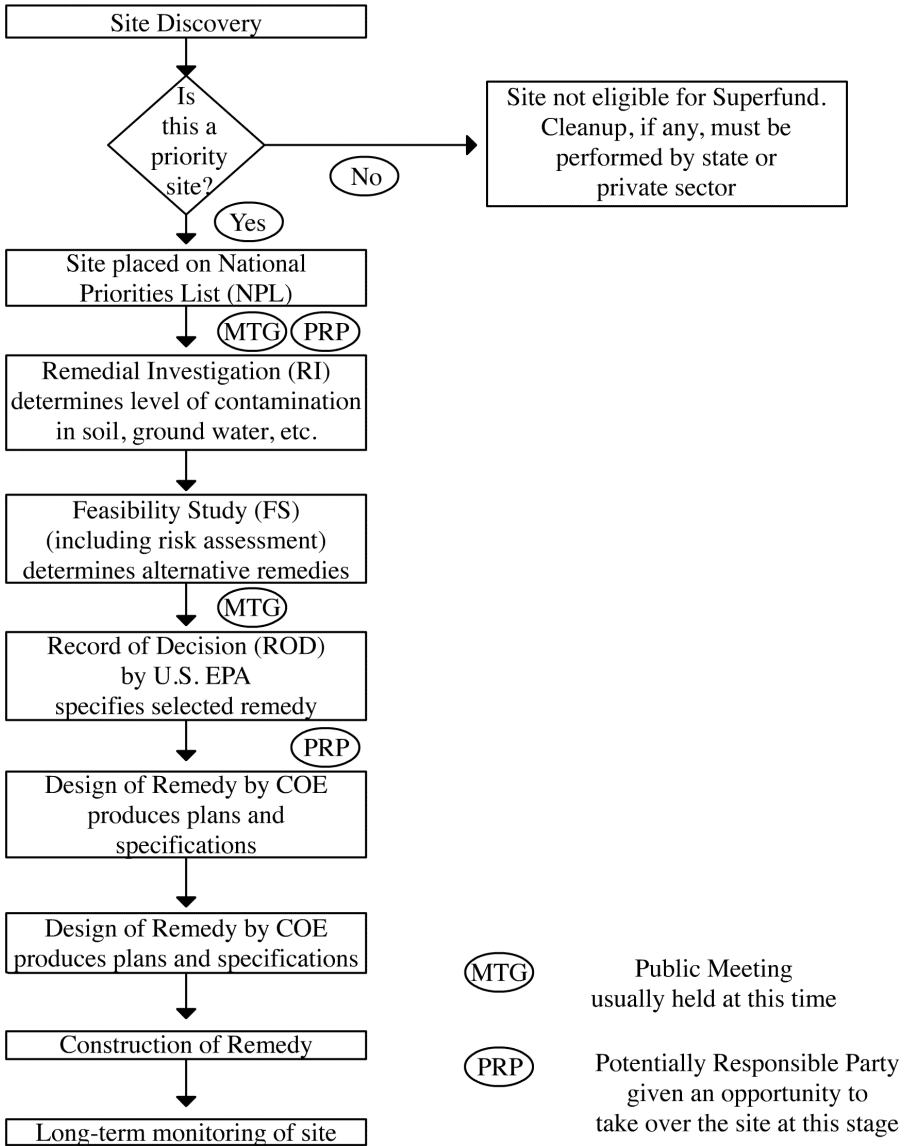 Site Discovery
Is
this a
priority
site?
Site not eligible for Superfund.
Cleanup, if any, must be
performed by state or
private sector
No
Yes
Site placed on National
Priorities List (NPL)
MTG
PRP
Remedial Investigation (RI)
determines level of contamination
in soil, ground water, etc.
Feasibility Study (FS)
(including risk assessment)
determines alternative remedies
MTG
Record of Decision (ROD)
by U.S. EPA
specifies selected remedy
PRP
Design of Remedy by COE
produces plans and
specifications
Design of Remedy by COE
produces plans and specifications
Construction of Remedy
Long-term monitoring of site
MTG
Public Meeting
usually held at this time
PRP
Potentially Responsible Party
given an opportunity to
take over the site at this stage